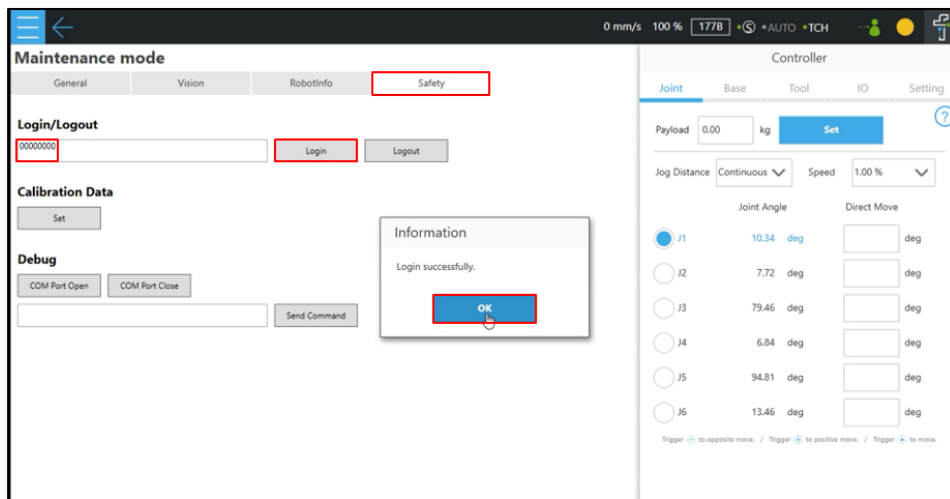 0 mm/s 100 % 177B S AUTO TCH
Maintenance mode
General Vision RobotInfo Safety
Login/Logout
00000000 Login Logout
Calibration Data
Set
Debug
COM Port Open COM Port Close
Send Command
Information
Login successfully.
OK
Controller
Joint Base Tool IO Setting
?
Payload 0.00 kg Set
Jog Distance Continuous Speed 1.00 %
Joint Angle Direct Move
J1 10.34 deg deg
J2 7.72 deg deg
J3 79.46 deg deg
J4 6.84 deg deg
J5 94.81 deg deg
J6 13.46 deg deg
Trigger to opposite move. / Trigger to positive move. / Trigger to move.